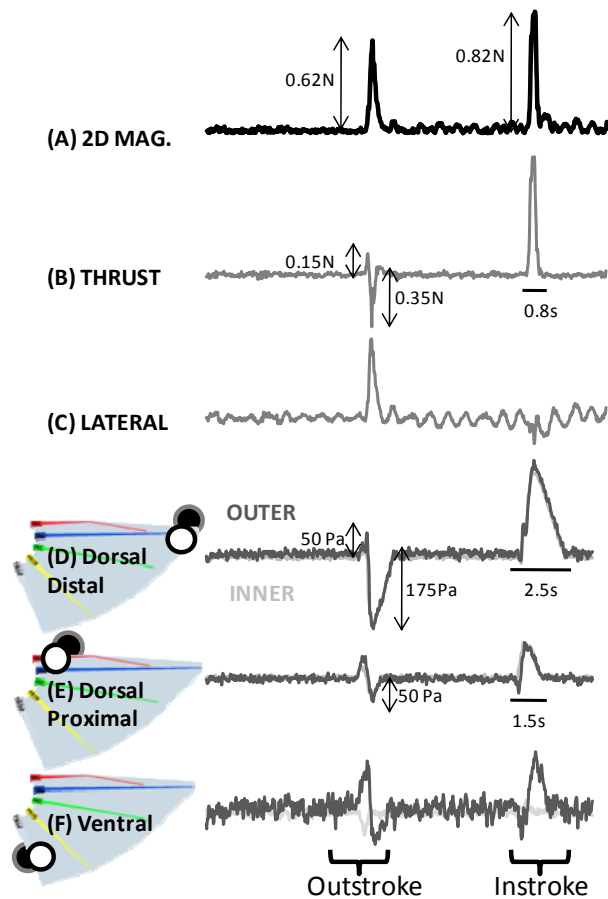 0.62N
0.82N
(A) 2D MAG.
0.15N
(B) THRUST
0.35N
0.8s
(C) LATERAL
OUTER
50 Pa
(D) Dorsal
Distal
INNER
175Pa
2.5s
(E) Dorsal
Proximal
50 Pa
1.5s
(F) Ventral
Outstroke
Instroke